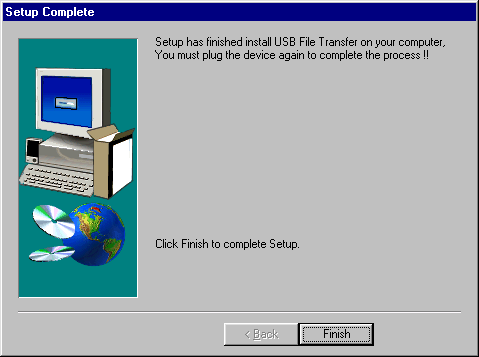 Setup Complete
Setup has finished install USB File Transfer on your computer,
You must plug the device again to complete the process !!
Click Finish to complete Setup.
< Back
Finish